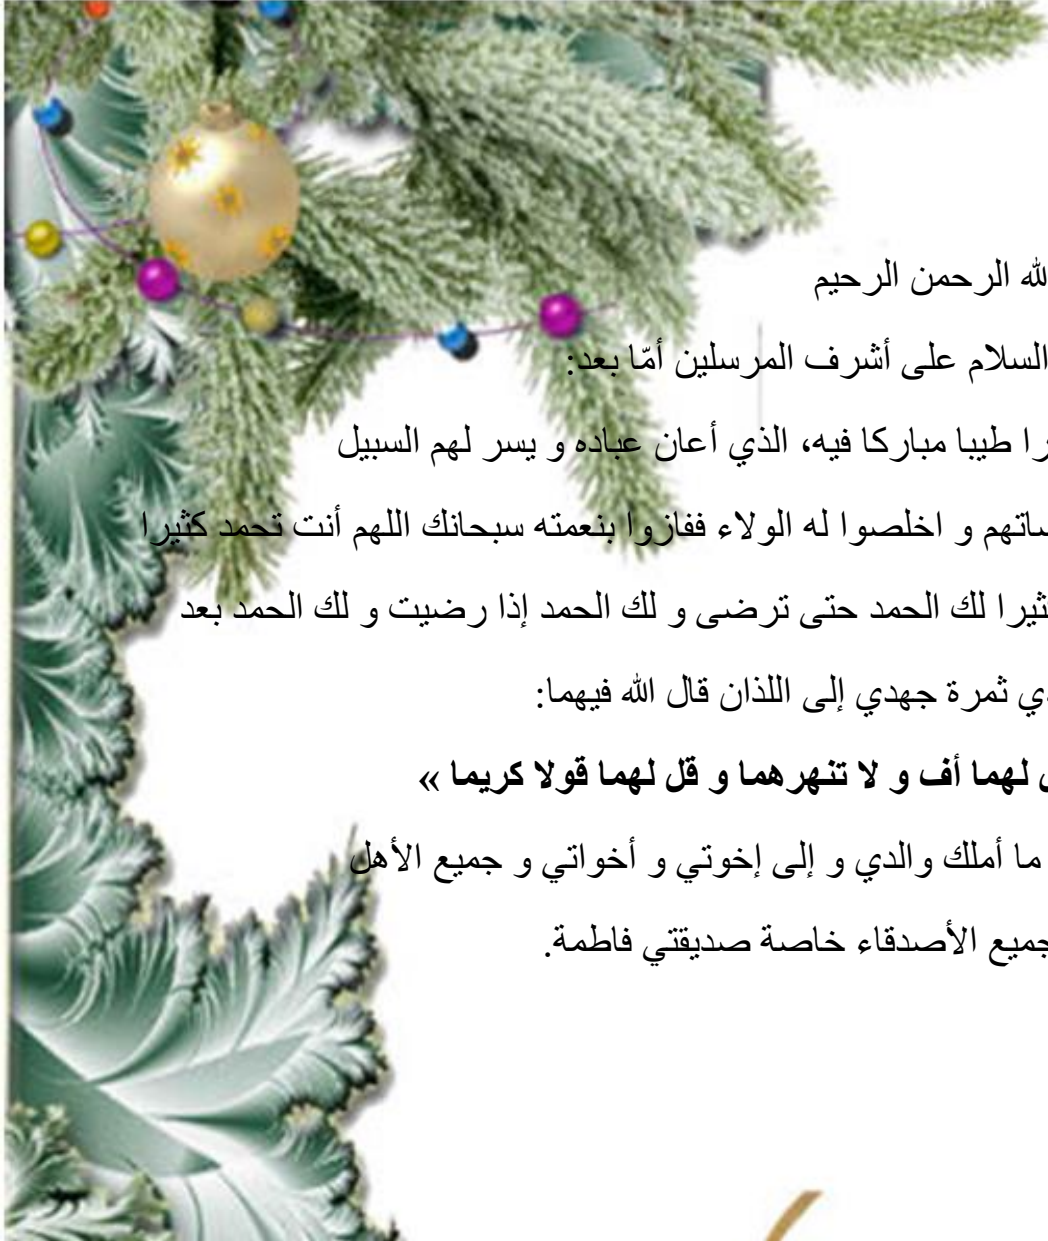 الله الرحمن الرحيم
السلام على أشرف المرسلين أمّا بعد:
طيبا مباركا فيه، الذي أعان عباده و يسر لهم السبيل
و اخلصوا له الولاء ففازوا بنعمته سبحانك اللهم أنت تحمد كثيرا
لك الحمد حتى ترضى و لك الحمد إذا رضيت و لك الحمد بعد
ثمرة جهدي إلى اللذان قال الله فيهما:
لهما أف و لا تنهرهما و قل لهما قولا كريما »
ما أملك والدي و إلى إخوتي و أخواتي و جميع الأهل
جميع الأصدقاء خاصة صديقتي فاطمة.